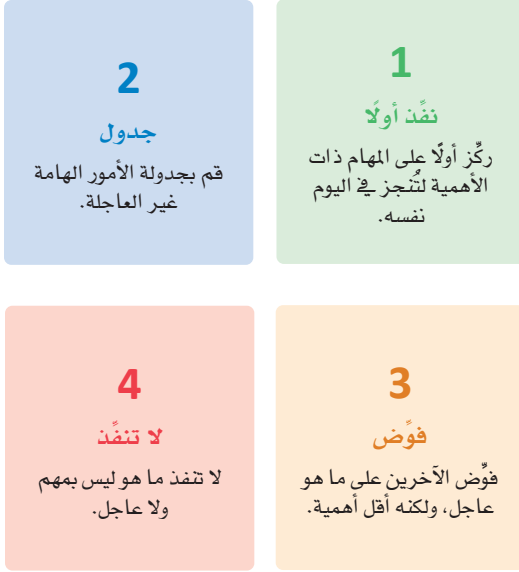 1
نفِّذ أولًا
ركِّز أولًا على المهام ذات
الأهمية لتُنجز في اليوم
نفسه.
2
جدول
قم بجدولة الأمور الهامة
غير العاجلة.
3
فوِّض
فوِّض الآخرين على ما هو
عاجل، ولكنه أقل أهمية.
4
لا تنفِّذ
لا تنفذ ما هو ليس بمهم
ولا عاجل.